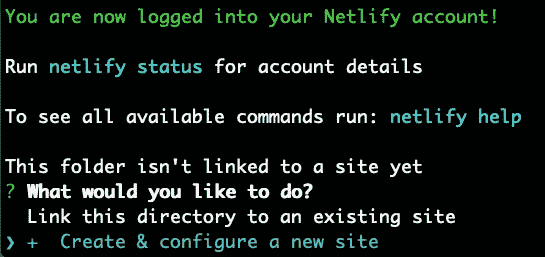 You are now logged into your Netlify account!
Run netlify status for account details
To see all available commands run: netlify help
This folder isn't linked to a site yet
? What would you like to do?
Link this directory to an existing site
❯ + Create & configure a new site